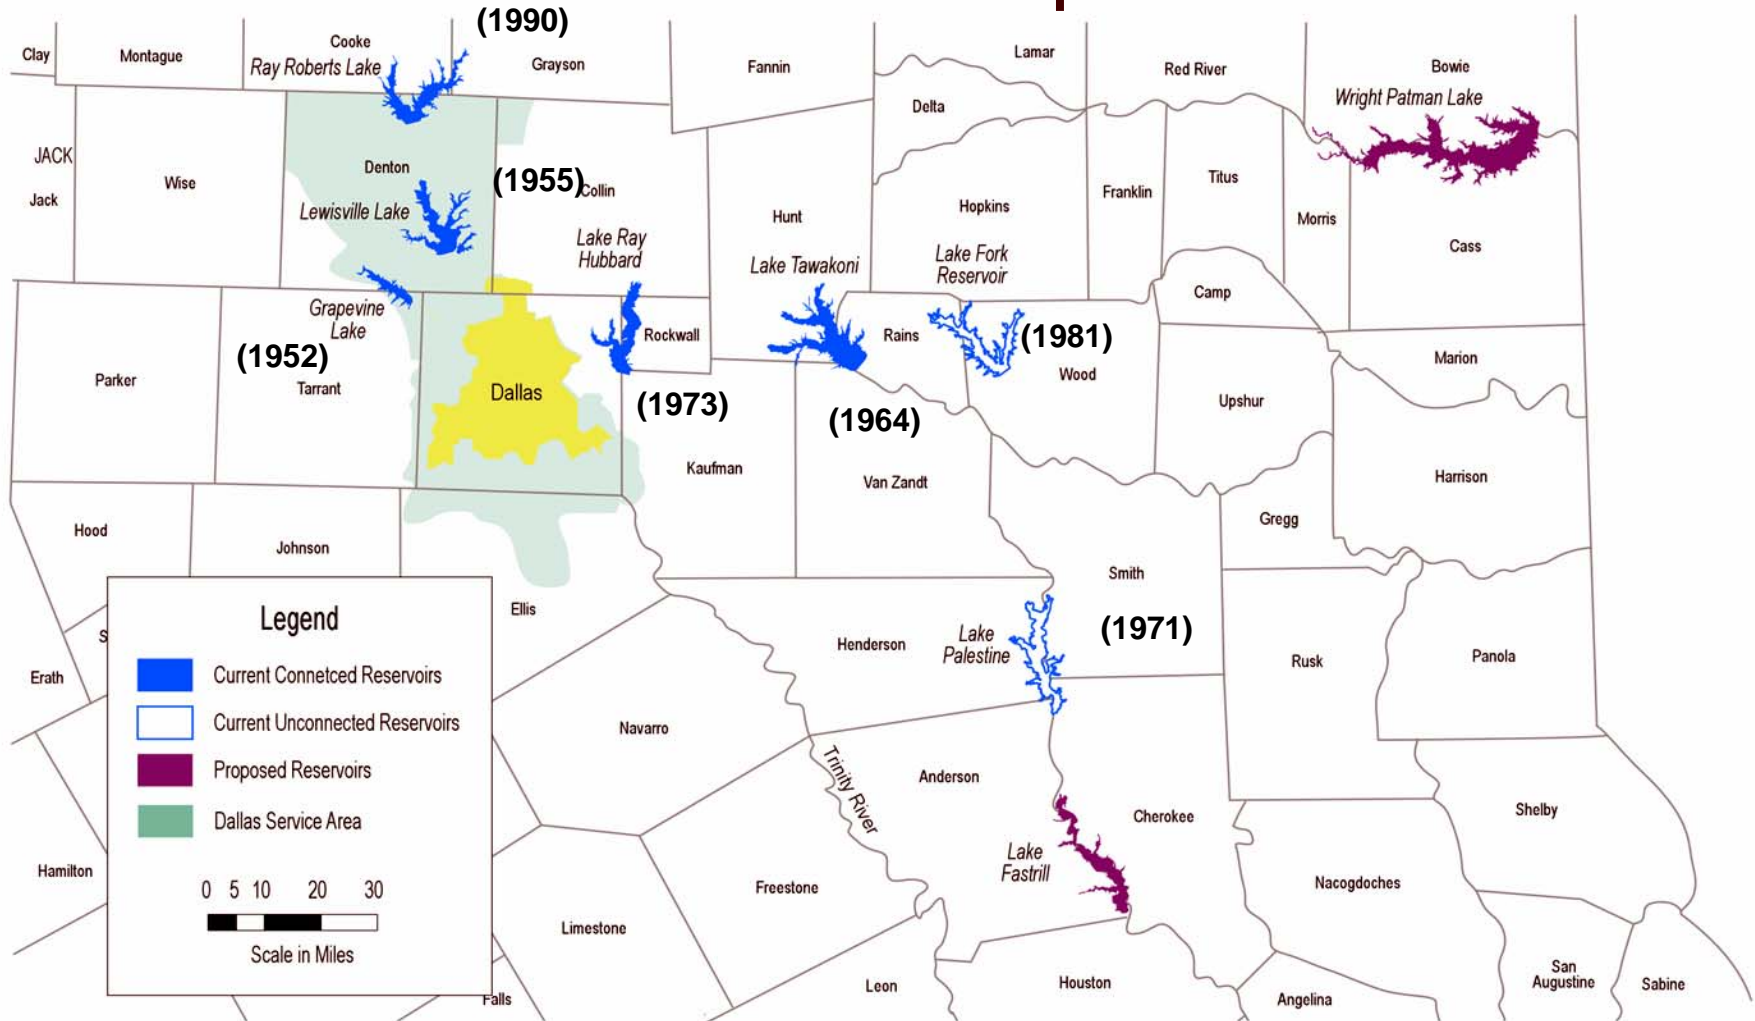 (1990)
Clay
Montague
Cooke
Ray Roberts Lake
Grayson
Fannin
Lamar
Red River
Bowie
Wright Patman Lake
Delta
JACK
Jack
Wise
Denton
(1955)
Collin
Lewisville Lake
Lake Ray
Hubbard
Hunt
Lake Tawakoni
Hopkins
Lake Fork
Reservoir
Franklin
Titus
Morris
Cass
Camp
Grapevine
Lake
(1952)
Tarrant
Parker
Dallas
Rockwall
(1973)
Rains
(1964)
(1981)
Wood
Upshur
Marion
Kaufman
Van Zandt
Harrison
Gregg
Hood
Johnson
Ellis
Smith
(1971)
Henderson
Lake
Palestine
Rusk
Panola
S
Erath
Legend
Current Conneteced Reservoirs
Current Unconnected Reservoirs
Proposed Reservoirs
Dallas Service Area
0 5 10 20 30
Scale in Miles
Navarro
Trinity River
Anderson
Cherokee
Shelby
Lake
Fastrill
Hamilton
Freestone
Nacogdoches
Limestone
Leon
Houston
Falls
Angelina
San
Augustine
Sabine